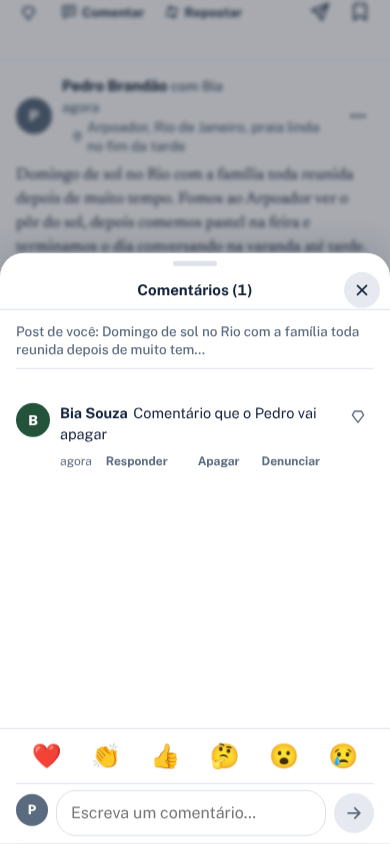 Comentar Repostar
Pedro Brandão com Bia
agora
P
Arpoador, Rio de Janeiro, praia linda
no fim da tarde
Domingo de sol no Rio com a família toda reunida
depois de muito tempo. Fomos ao Arpoador ver o
pôr do sol, depois comemos pastel na feira e
terminamos o dia conversando na varanda até tarde.
Comentários (1)
Post de você: Domingo de sol no Rio com a família toda
reunida depois de muito tem...
B
Bia Souza Comentário que o Pedro vai
apagar
agora Responder Apagar Denunciar
P
Escreva um comentário...